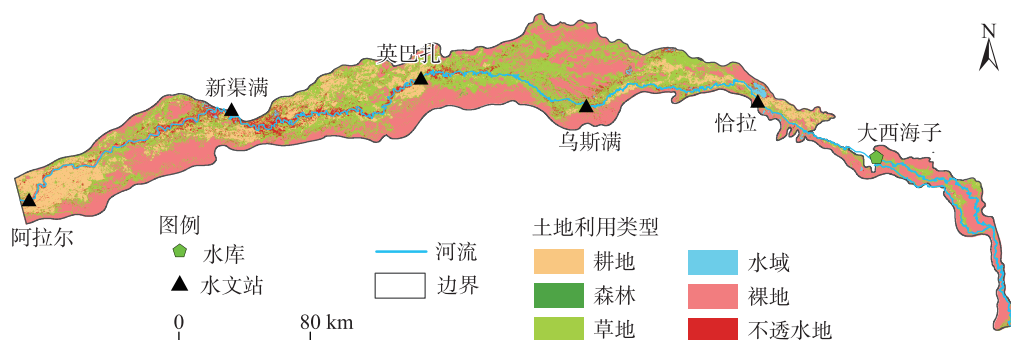 N
英巴扎
新渠满
乌斯满
恰拉
大西海子
阿拉尔
图例
水库
水文站
河流
边界
0 80 km
土地利用类型
耕地
森林
草地
水域
裸地
不透水地